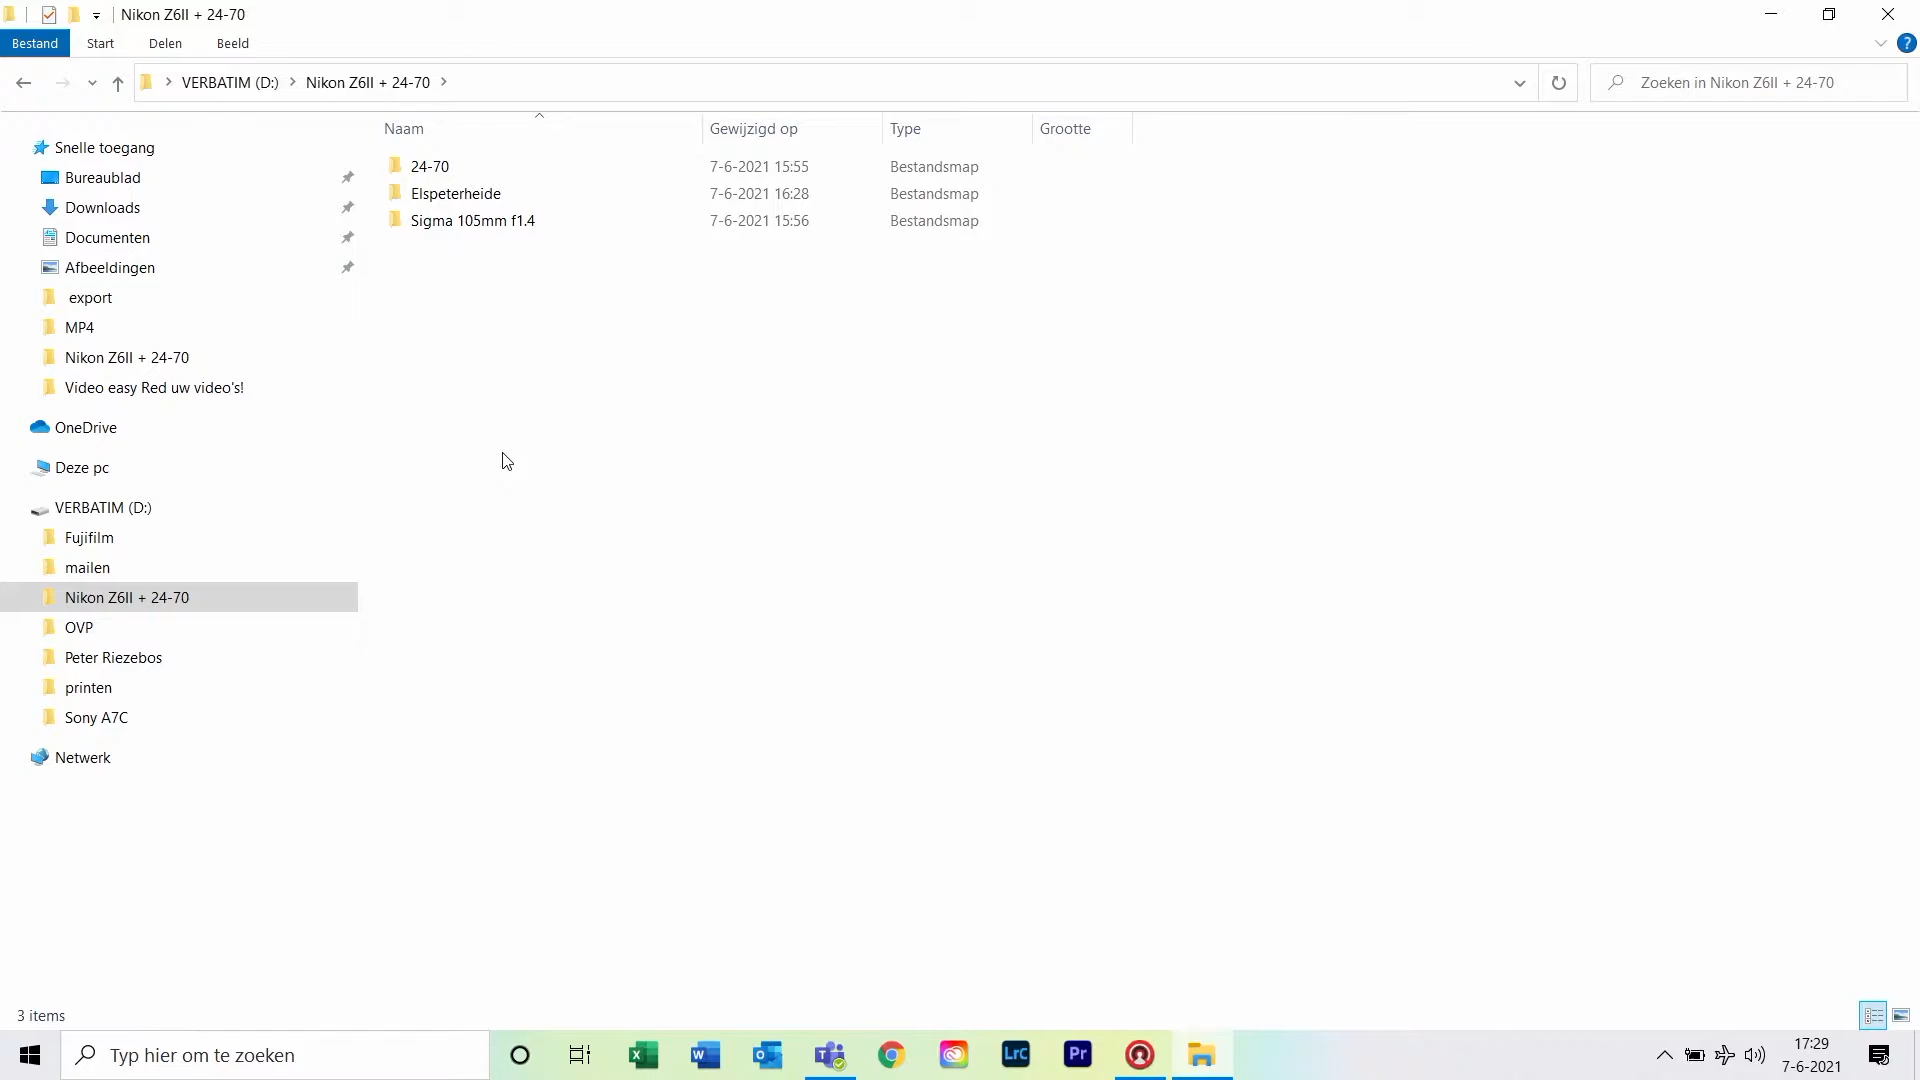 Nikon Z6II + 24-70
Bestand Start Delen Beeld
VERBATIM (D:) Nikon Z6II + 24-70
Zoeken in Nikon Z6II + 24-70
Naam Gewijzigd op Type Grootte
24-70 7-6-2021 15:55 Bestandsmap
Elspeterheide 7-6-2021 16:28 Bestandsmap
Sigma 105mm f1.4 7-6-2021 15:56 Bestandsmap
Snelle toegang
Bureaublad
Downloads
Documenten
Afbeeldingen
export
MP4
Nikon Z6II + 24-70
Video easy Red uw video's!
OneDrive
Deze pc
VERBATIM (D:)
Fujifilm
mailen
Nikon Z6II + 24-70
OVP
Peter Riezebos
printen
Sony A7C
Netwerk
3 items
Typ hier om te zoeken
LrC
Pr
17:29
7-6-2021